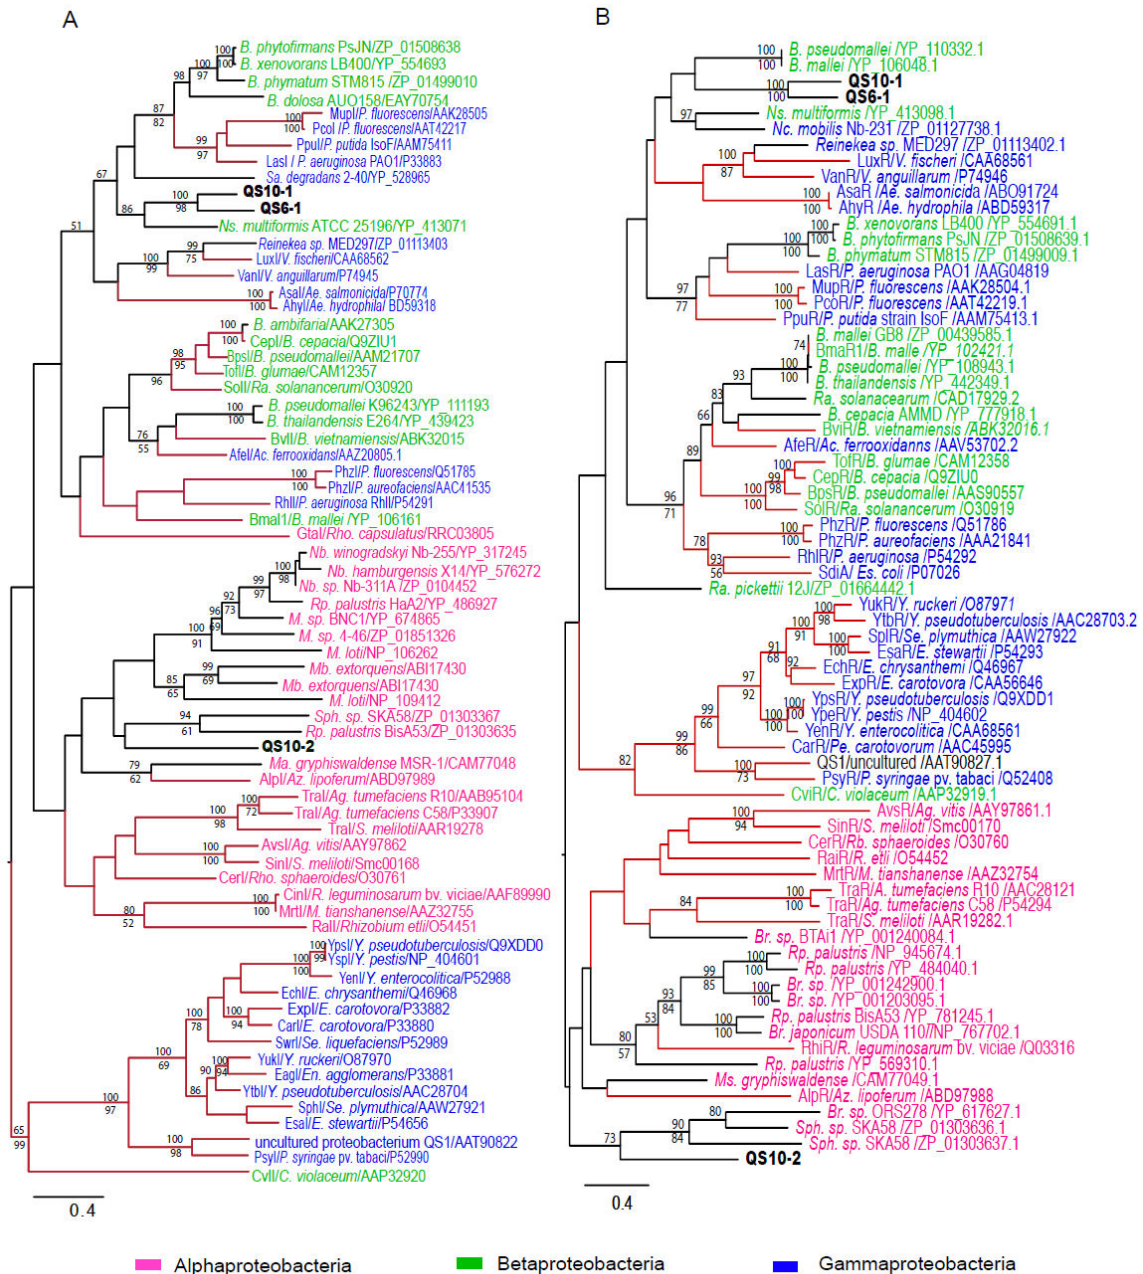 A
B. phytofirmans PsJN/ZP_01508638
B. xenovorans LB400/YP_554693
B. phymatum STM815 /ZP_01499010
B. dolosa AUO158/EAY70754
MupI/P. fluorescens/AAK28505
PcoI /P. fluorescens/AAT42217
PpuI/P. putida IsoF/AAM75411
LasI / P. aeruginosa PAO1/P33883
Sa. degradans 2-40/YP_528965
QS10-1
QS6-1
Ns. multiformis ATCC 25196/YP_413071
Reinekea sp. MED297/ZP_01113403
LuxI/V. fischeri/CAA68562
VanI/V. anguillarum/P74945
AsaI/Ae. salmonicida/P70774
AhyI/Ae. hydrophila/ BD59318
B. ambifaria/AAK27305
CepI/B. cepacia/Q9ZIU1
BpsI/B. pseudomallei/AAM21707
TofI/B. glumae/CAM12357
SolI/Ra. solanancerum/O30920
B. pseudomallei K96243/YP_111193
B. thailandensis E264/YP_439423
BviI/B. vietnamiensis/ABK32015
AfeI/Ac. ferrooxidans/AAZ20805.1
PhzI/P. fluorescens/Q51785
PhzI/P. aureofaciens/AAC41535
RhlI/P. aeruginosa RhlI/P54291
BmaI1/B. mallei /YP_106161
GtaI/Rho. capsulatus/RRC03805
Nb. winogradskyi Nb-255/YP_317245
Nb. hamburgensis X14/YP_576272
Nb. sp. Nb-311A /ZP_0104452
Rp. palustris HaA2/YP_486927
M. sp. BNC1/YP_674865
M. sp. 4-46/ZP_01851326
M. loti/NP_106262
Mb. extorquens/ABI17430
Mb. extorquens/ABI17430
M. loti/NP_109412
Sph. sp. SKA58/ZP_01303367
Rp. palustris BisA53/ZP_01303635
QS10-2
Ma. gryphiswaldense MSR-1/CAM77048
AlpI/Az. lipoferum/ABD97989
TraI/Ag. tumefaciens R10/AAB95104
TraI/Ag. tumefaciens C58/P33907
TraI/S. meliloti/AAR19278
AvsI/Ag. vitis/AAY97862
SinI/S. meliloti/Smc00168
CerI/Rho. sphaeroides/O30761
CinI/R. leguminosarum bv. viciae/AAF89990
MrtI/M. tianshanense/AAZ32755
RaiI/Rhizobium etli/O54451
YpsI/Y. pseudotuberculosis/Q9XDD0
YspI/Y. pestis/NP_404601
YenI/Y. enterocolitica/P52988
EchI/E. chrysanthemi/Q46968
ExpI/E. carotovora/P33882
CarI/E. carotovora/P33880
SwrI/Se. liquefaciens/P52989
YukI/Y. ruckeri/O87970
EagI/En. agglomerans/P33881
YtbI/Y. pseudotuberculosis/AAC28704
SphI/Se. plymuthica/AAW27921
EsaI/E. stewartii/P54656
uncultured proteobacterium QS1/AAT90822
PsyI/P. syringae pv. tabaci/P52990
CviI/C. violaceum/AAP32920
0.4
B
B. pseudomallei /YP_110332.1
B. mallei /YP_106048.1
QS10-1
QS6-1
Ns. multiformis /YP_413098.1
Nc. mobilis Nb-231 /ZP_01127738.1
Reinekea sp. MED297 /ZP_01113402.1
LuxR/V. fischeri /CAA68561
VanR/V. anguillarum /P74946
AsaR /Ae. salmonicida /ABO91724
AhyR /Ae. hydrophila /ABD59317
B. xenovorans LB400 /YP_554691.1
B. phytofirmans PsJN /ZP_01508639.1
B. phymatum STM815 /ZP_01499009.1
LasR/P. aeruginosa PAO1 /AAG04819
MupR /P. fluorescens /AAK28504.1
PcoR/P. fluorescens /AAT42219.1
PpuR/P. putida strain IsoF /AAM75413.1
B. mallei GB8 /YP_00439585.1
BmaR1/B. malle /YP_102421.1
B. pseudomallei /YP_108943.1
B. thailandensis /YP_442349.1
Ra. solanacearum /CAD17929.2
B. cepacia AMMD /YP_777918.1
BviR/B. vietnamiensis /ABK32016.1
AfeR/Ac. ferrooxidanns /AAV53702.2
TofR/B. glumae /CAM12358
CepR/B. cepacia /Q9ZIU0
BpsR/B. pseudomallei /AAS90557
SolR/Ra. solanancerum /O30919
PhzR/P. fluorescens /Q51786
PhzR/P. aureofaciens /AAA21841
RhlR/P. aeruginosa /P54292
SdiA/ Es. coli /P07026
Ra. pickettii 12J/ZP_01664442.1
YukR/Y. ruckeri /O87971
YtbR/Y. pseudotuberculosis /AAC28703.2
SplR/Se. plymuthica /AAW27922
EsaR/E. stewartii /P54293
EchR/E. chrysanthemi /Q46967
ExpR/E. carotovora /CAA56646
YpsR/Y. pseudotuberculosis /Q9XDD1
YpeR/Y. pestis /NP_404602
YenR/Y. enterocolitica /CAA68561
CarR/Pe. carotovorum /AAC45995
QS1/uncultured /AAT90827.1
PsyR/P. syringae pv. tabaci /Q52408
CviR/C. violaceum /AAP32919.1
AvsR/Ag. vitis /AAY97861.1
SinR/S. meliloti /Smc00170
CerR/Rb. sphaeroides /O30760
RaiR/R. etli /O54452
MrtR/M. tianshanense /AAZ32754
TraR/A. tumefaciens R10 /AAC28121
TraR/Ag. tumefaciens C58 /P54294
TraR/S. meliloti /AAR19282.1
Br. sp. BTAi1 /YP_001240084.1
Rp. palustris /NP_945674.1
Rp. palustris /YP_484040.1
Br. sp. /YP_001242900.1
Br. sp. /YP_001203095.1
Rp. palustris BisA53 /YP_781245.1
Br. japonicum USDA 110//NP_767702.1
RhiR/R. leguminosarum bv. viciae /Q03316
Rp. palustris /YP_569310.1
Ms. gryphiswaldense /CAM77049.1
AlpR/Az. lipoferum /ABD97988
Br. sp. ORS278 /YP_617627.1
Sph. sp. SKA58 /ZP_01303636.1
Sph. sp. SKA58 /ZP_01303637.1
QS10-2
0.4
Alphaproteobacteria
Betaproteobacteria
Gammaproteobacteria